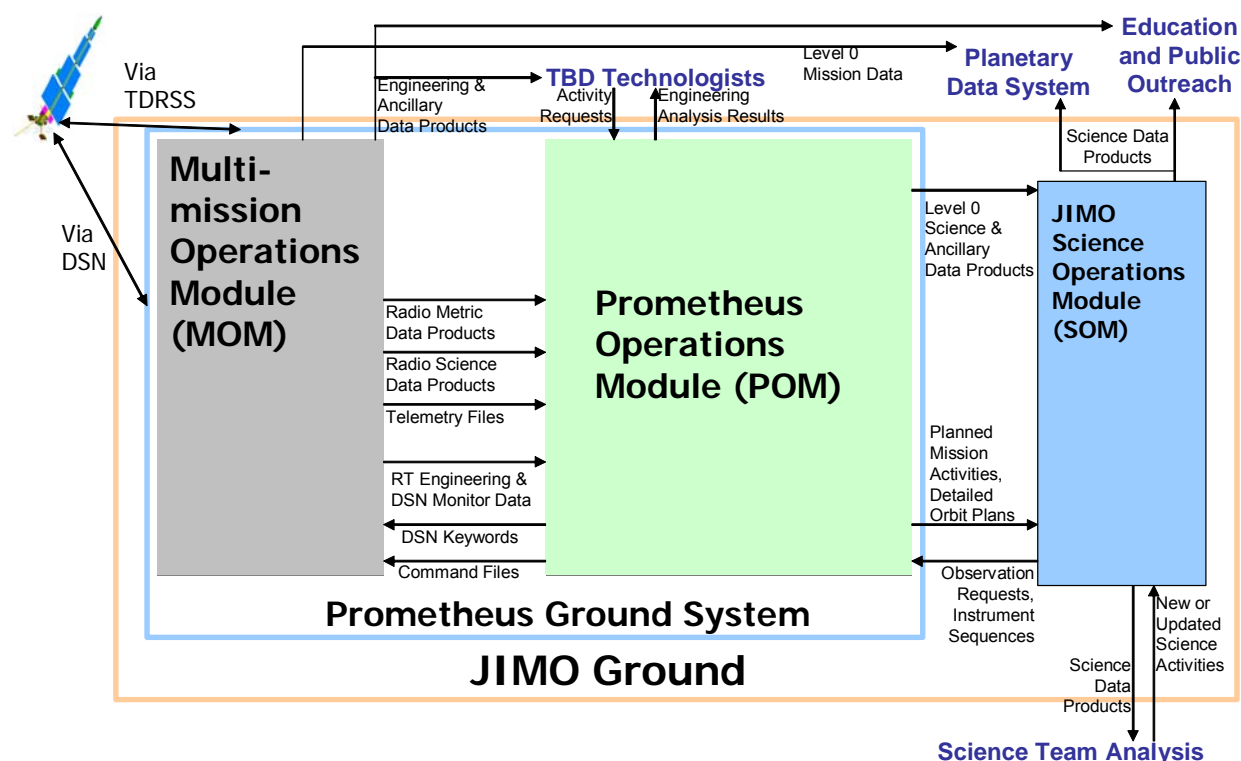 Via
TDRSS
Via
DSN
Engineering &
Ancillary
Data Products
TBD Technologists
Activity
Requests
Engineering
Analysis Results
Level 0
Mission Data
Planetary
Data System
Education
and Public
Outreach
Science Data
Products
Multi-
mission
Operations
Module
(MOM)
Prometheus
Operations
Module (POM)
JIMO
Science
Operations
Module
(SOM)
Level 0
Science &
Ancillary
Data Products
Radio Metric
Data Products
Radio Science
Data Products
Telemetry Files
RT Engineering &
DSN Monitor Data
DSN Keywords
Command Files
Planned
Mission
Activities,
Detailed
Orbit Plans
Observation
Requests,
Instrument
Sequences
Prometheus Ground System
JIMO Ground
Science
Data
Products
New or
Updated
Science
Activities
Science Team Analysis